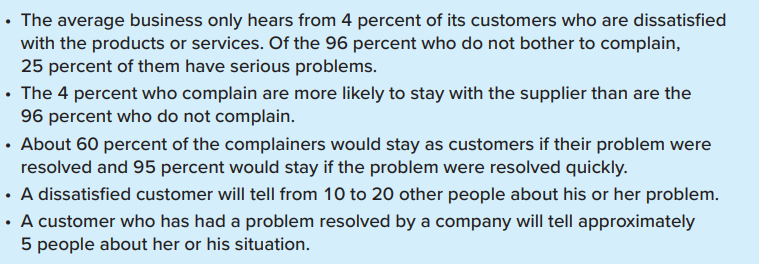 • The average business only hears from 4 percent of its customers who are dissatisfied
with the products or services. Of the 96 percent who do not bother to complain,
25 percent of them have serious problems.
• The 4 percent who complain are more likely to stay with the supplier than are the
96 percent who do not complain.
• About 60 percent of the complainers would stay as customers if their problem were
resolved and 95 percent would stay if the problem were resolved quickly.
• A dissatisfied customer will tell from 10 to 20 other people about his or her problem.
• A customer who has had a problem resolved by a company will tell approximately
5 people about her or his situation.